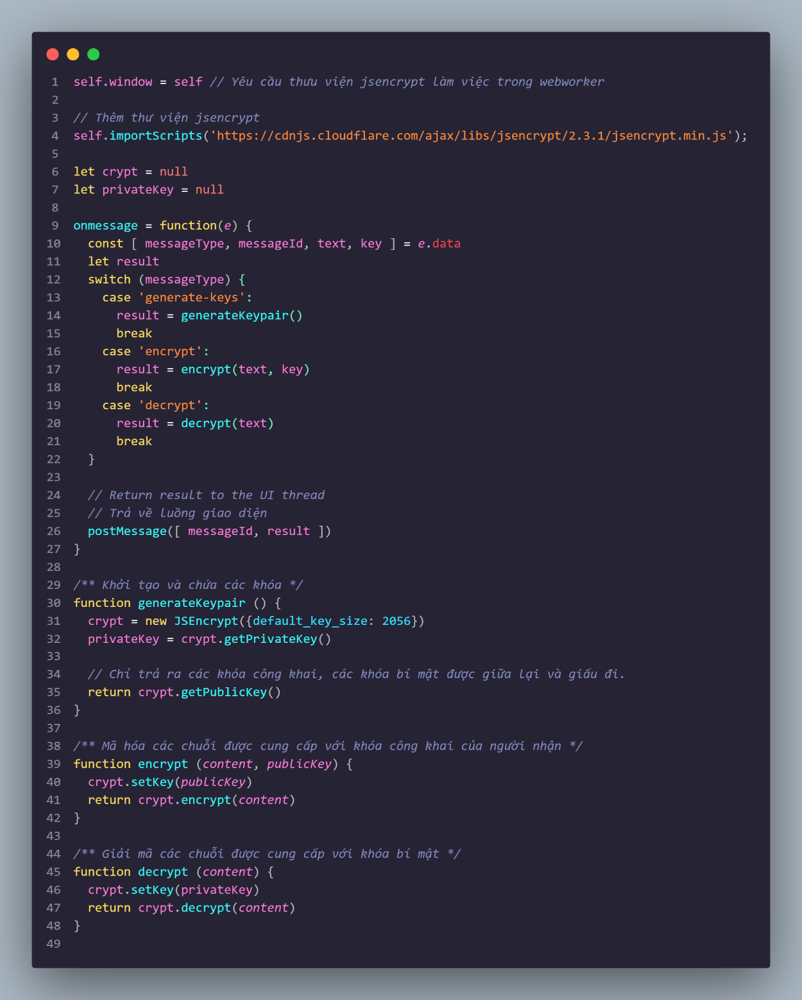 1 self.window = self // Yêu cầu thưu viện jsencrypt làm việc trong webworker
2
3 // Thêm thư viện jsencrypt
4 self.importScripts('https://cdnjs.cloudflare.com/ajax/libs/jsencrypt/2.3.1/jsencrypt.min.js');
5
6 let crypt = null
7 let privateKey = null
8
9 onmessage = function(e) {
10   const [ messageType, messageId, text, key ] = e.data
11   let result
12   switch (messageType) {
13     case 'generate-keys':
14       result = generateKeypair()
15       break
16     case 'encrypt':
17       result = encrypt(text, key)
18       break
19     case 'decrypt':
20       result = decrypt(text)
21       break
22   }
23
24   // Return result to the UI thread
25   // Trả về luồng giao diện
26   postMessage([ messageId, result ])
27 }
28
29 /** Khởi tạo và chứa các khóa */
30 function generateKeypair () {
31   crypt = new JSEncrypt({default_key_size: 2056})
32   privateKey = crypt.getPrivateKey()
33
34   // Chỉ trả ra các khóa công khai, các khóa bí mật được giữa lại và giấu đi.
35   return crypt.getPublicKey()
36 }
37
38 /** Mã hóa các chuỗi được cung cấp với khóa công khai của người nhận */
39 function encrypt (content, publicKey) {
40   crypt.setKey(publicKey)
41   return crypt.encrypt(content)
42 }
43
44 /** Giải mã các chuỗi được cung cấp với khóa bí mật */
45 function decrypt (content) {
46   crypt.setKey(privateKey)
47   return crypt.decrypt(content)
48 }
49